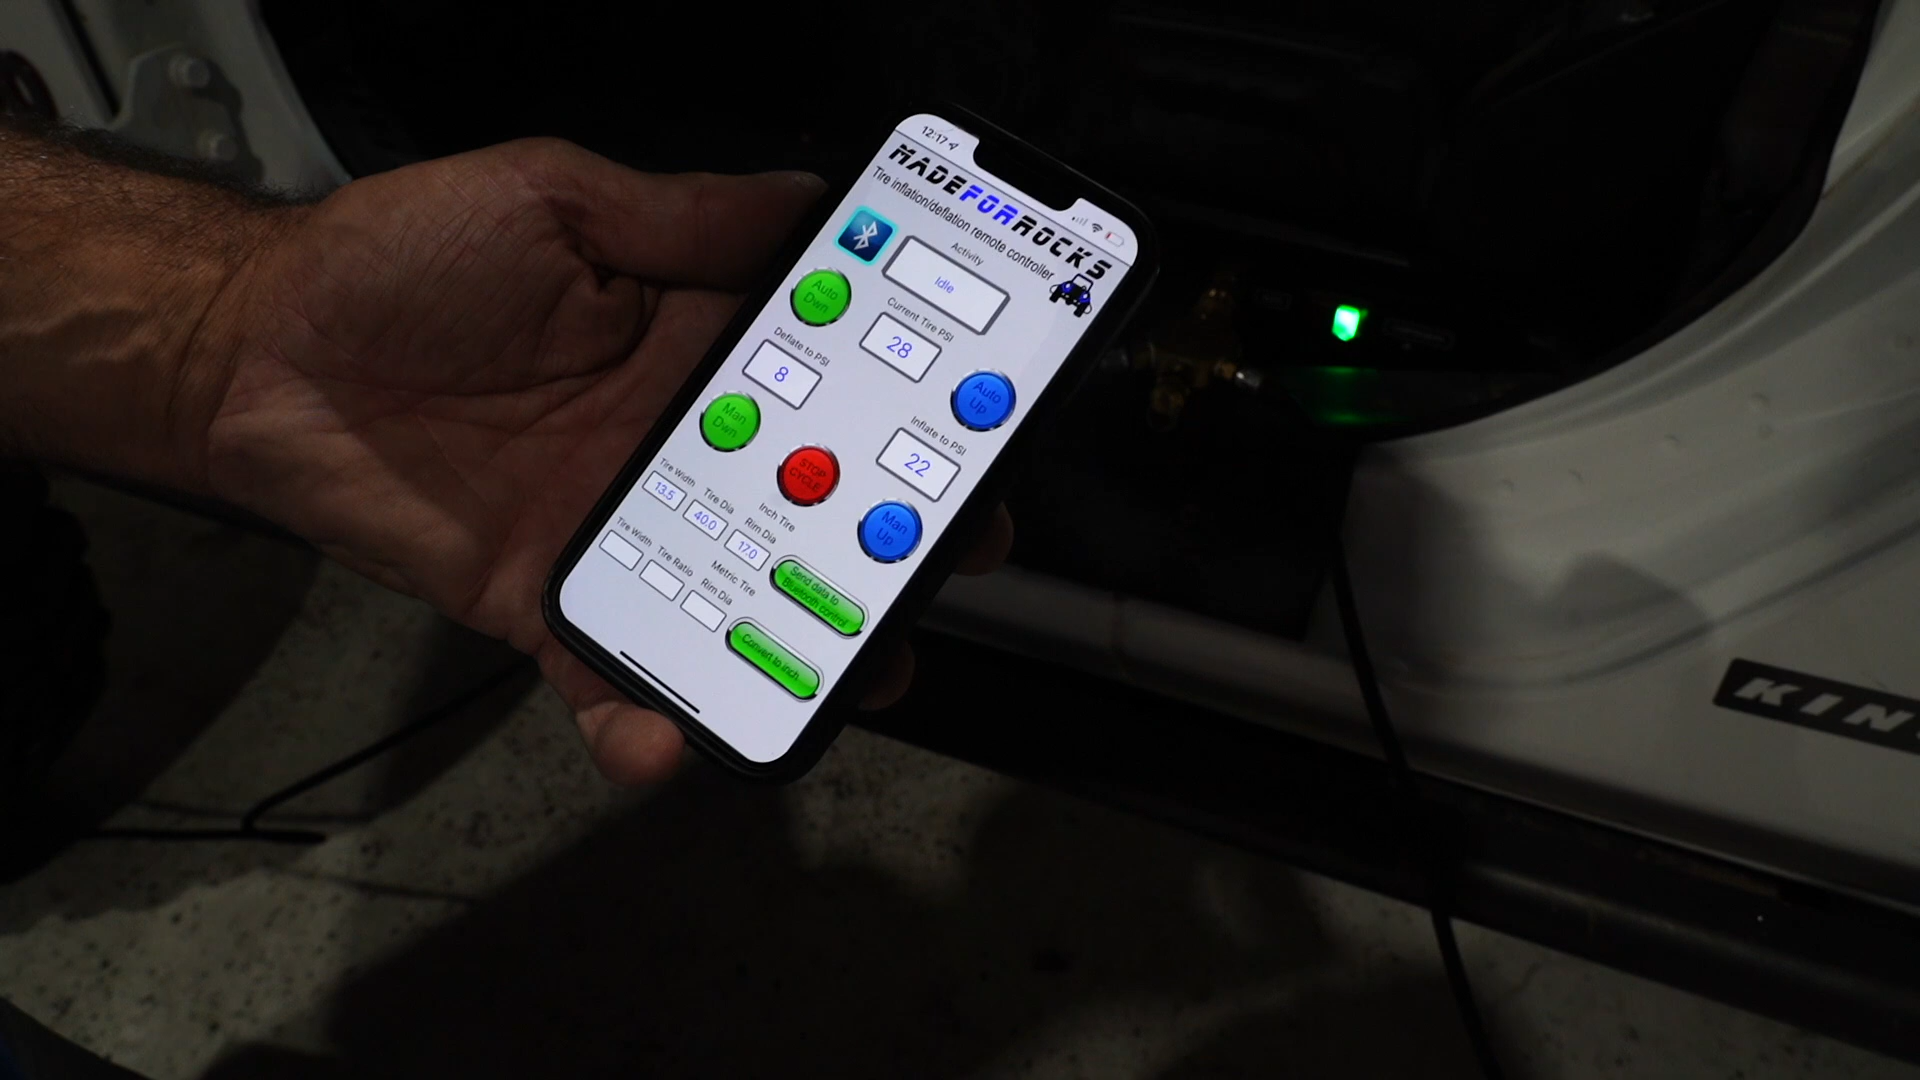 12:17
MADEFORROCKS
Tire inflation/deflation remote controller
Activity
Idle
Auto
Dwn
Current Tire PSI
28
Deflate to PSI
8
Auto
Up
Man
Dwn
Inflate to PSI
22
STOP
CYCLE
Man
Up
Inch Tire
Tire Width
Tire Dia
Rim Dia
13.5
40.0
17.0
Send data to
Bluetooth control
Metric Tire
Tire Width
Tire Ratio
Rim Dia
Convert to inch
KIN